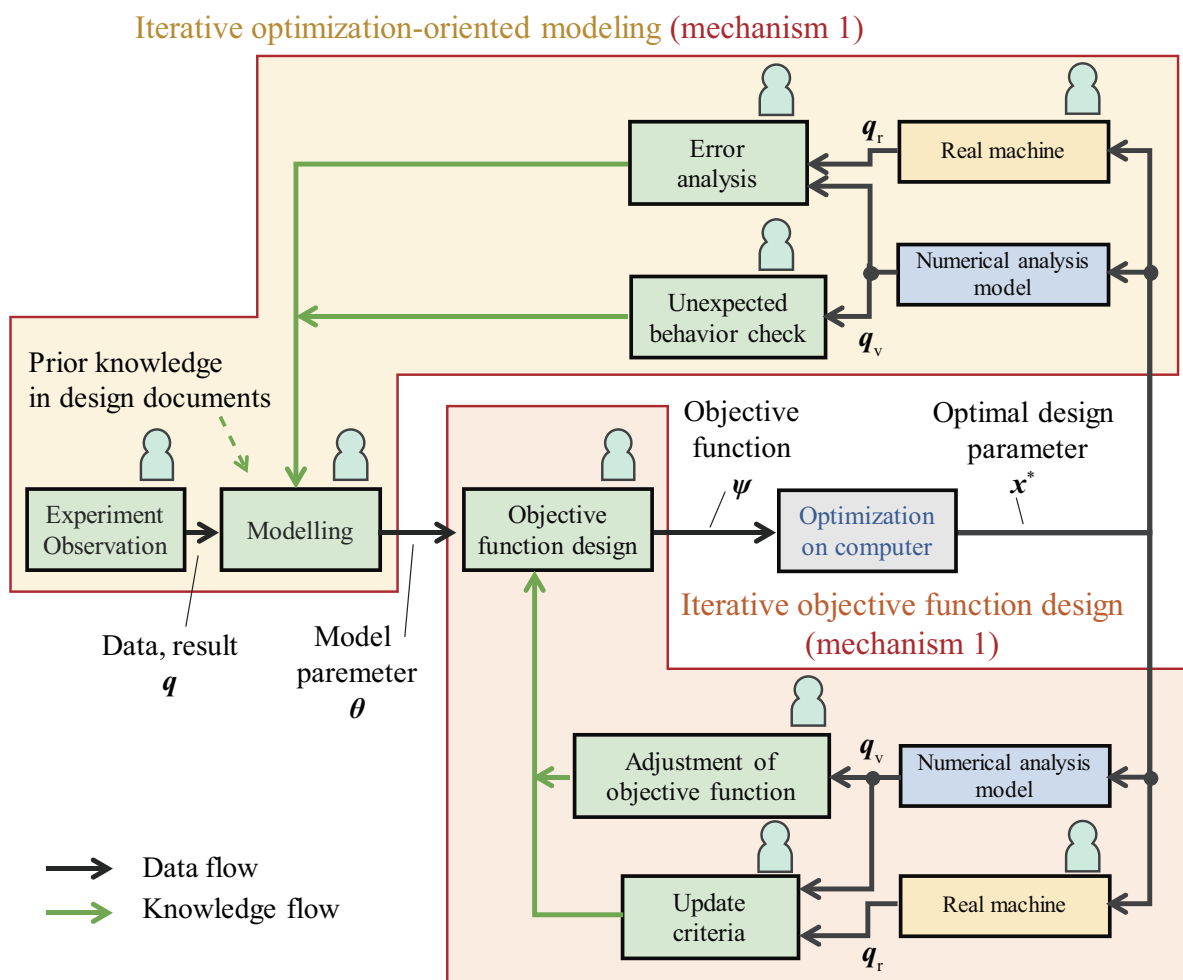 Iterative optimization-oriented modeling (mechanism 1)
Error
analysis
q_r
Real machine
Numerical analysis
model
Unexpected
behavior check
q_v
Prior knowledge
in design documents
Objective
function
ψ
Optimal design
parameter
x*
Experiment
Observation
Modelling
Objective
function design
Optimization
on computer
Data, result
q
Model
paremeter
θ
Iterative objective function design
(mechanism 1)
Adjustment of
objective function
q_v
Numerical analysis
model
Update
criteria
Real machine
q_r
Data flow
Knowledge flow